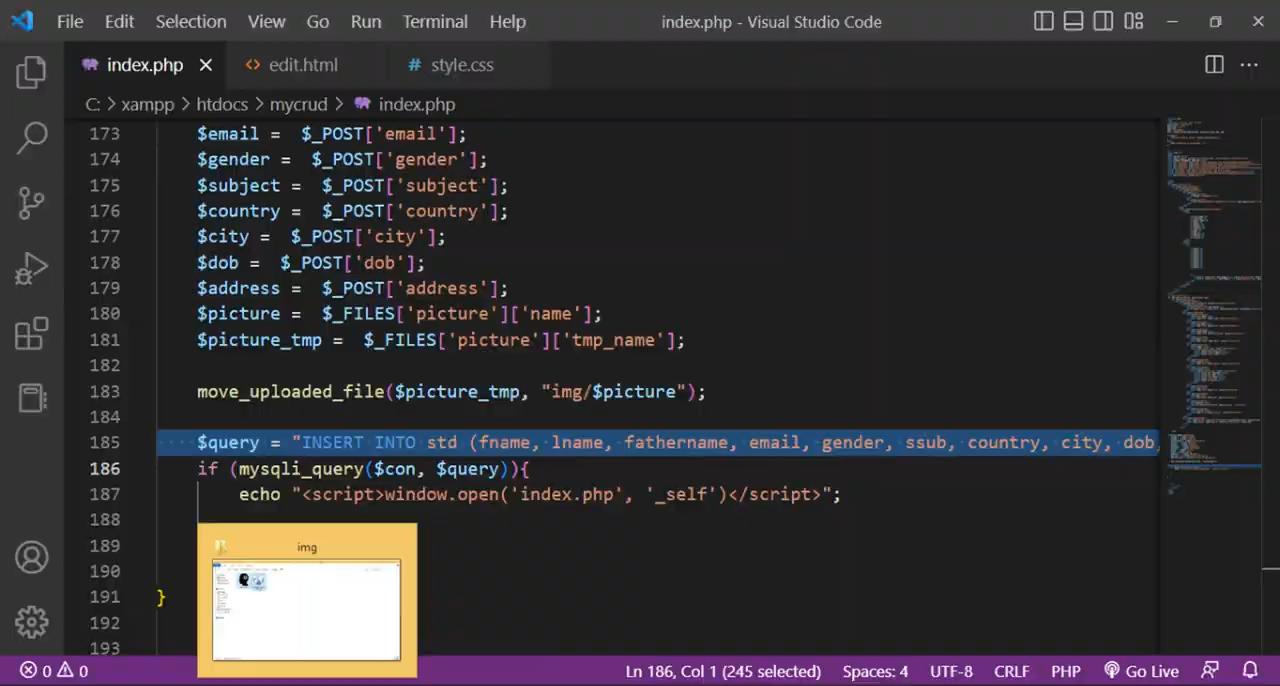 File Edit Selection View Go Run Terminal Help index.php - Visual Studio Code
index.php edit.html # style.css
C: > xampp > htdocs > mycrud > index.php
173 $email = $_POST['email'];
174 $gender = $_POST['gender'];
175 $subject = $_POST['subject'];
176 $country = $_POST['country'];
177 $city = $_POST['city'];
178 $dob = $_POST['dob'];
179 $address = $_POST['address'];
180 $picture = $_FILES['picture']['name'];
181 $picture_tmp = $_FILES['picture']['tmp_name'];
182
183 move_uploaded_file($picture_tmp, "img/$picture");
184
185 $query = "INSERT INTO std (fname, lname, fathername, email, gender, ssub, country, city, dob,
186 if (mysqli_query($con, $query)){
187 echo "<script>window.open('index.php', '_self')</script>";
188
189 img
190
191 }
192
193
0 0 Ln 186, Col 1 (245 selected) Spaces: 4 UTF-8 CRLF PHP Go Live